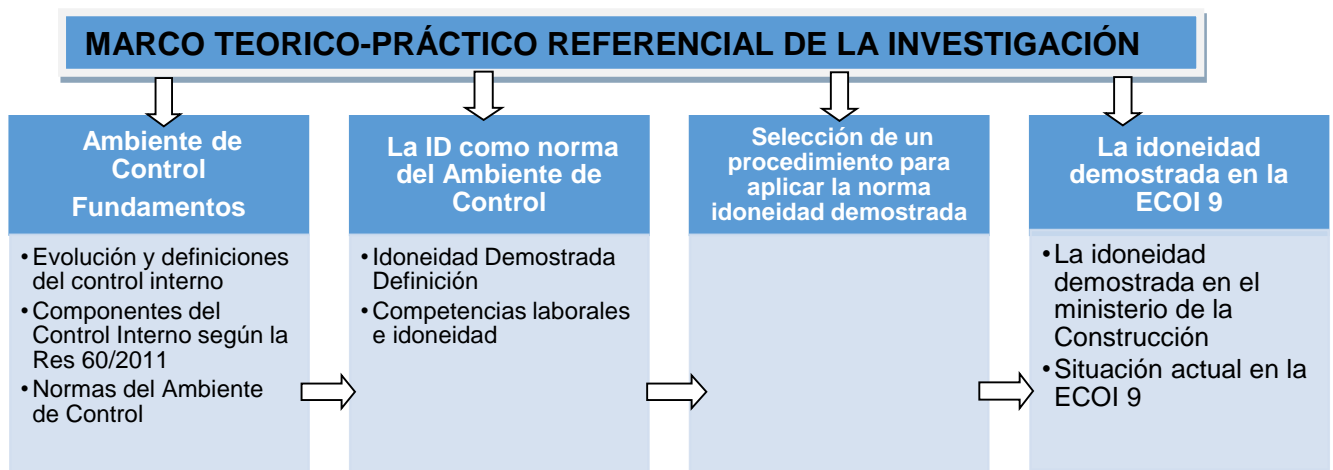 MARCO TEORICO-PRÁCTICO REFERENCIAL DE LA INVESTIGACIÓN
Ambiente de
Control
Fundamentos
• Evolución y definiciones
del control interno
• Componentes del
Control Interno según la
Res 60/2011
• Normas del Ambiente
de Control
La ID como norma
del Ambiente de
Control
• Idoneidad Demostrada
Definición
• Competencias laborales
e idoneidad
Selección de un
procedimiento para
aplicar la norma
idoneidad demostrada
La idoneidad
demostrada en la
ECOI 9
• La idoneidad
demostrada en el
ministerio de la
Construcción
• Situación actual en la
ECOI 9